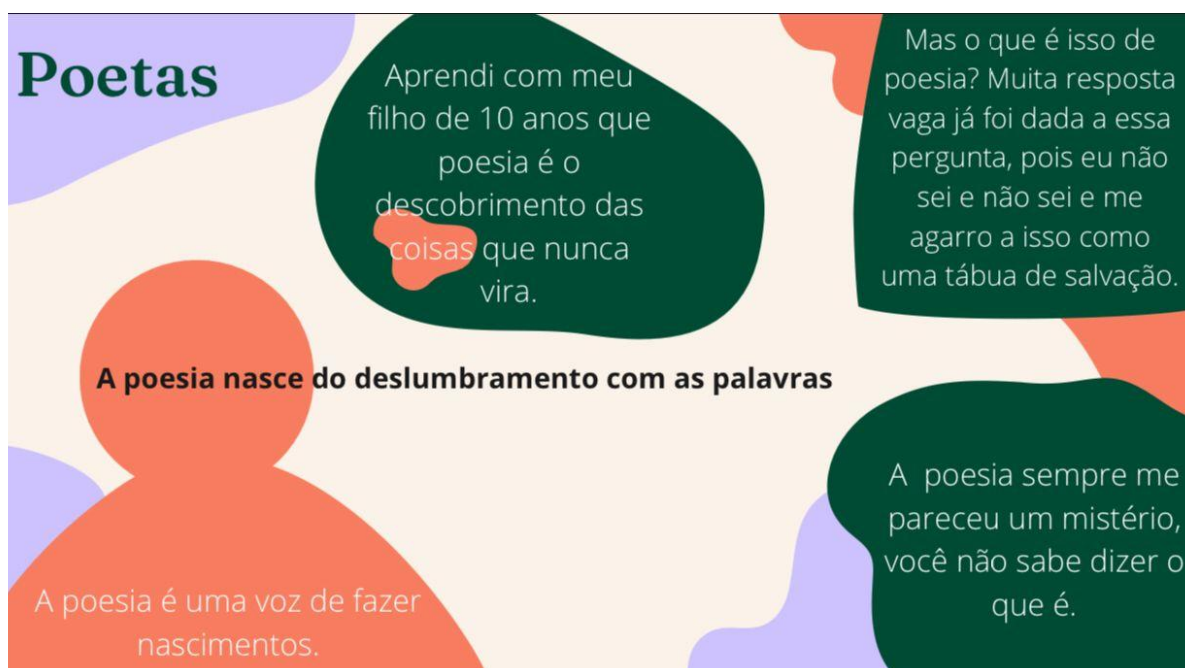 Poetas
Aprendi com meu
filho de 10 anos que
poesia é o
descobrimento das
coisas que nunca
vira.
Mas o que é isso de
poesia? Muita resposta
vaga já foi dada a essa
pergunta, pois eu não
sei e não sei e me
agarro a isso como
uma tábua de salvação.
A poesia nasce do deslumbramento com as palavras
A poesia sempre me
pareceu um mistério,
você não sabe dizer o
que é.
A poesia é uma voz de fazer
nascimentos.